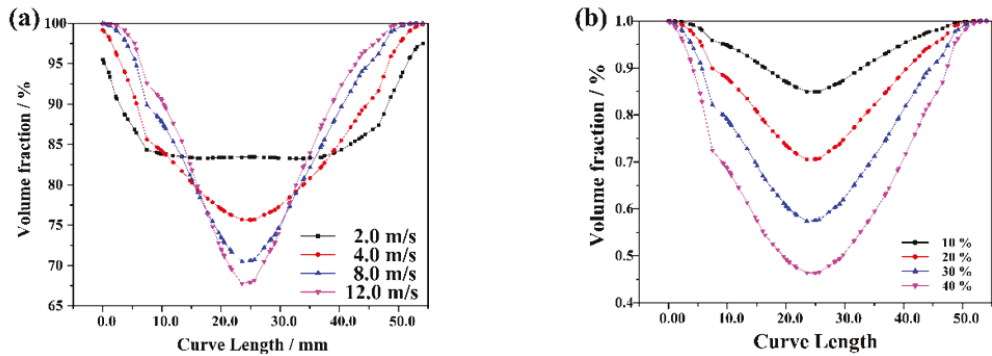 (a)
Volume fraction / %
100
95
90
85
80
75
70
65
0.0 10.0 20.0 30.0 40.0 50.0
Curve Length / mm
2.0 m/s
4.0 m/s
8.0 m/s
12.0 m/s
(b)
Volume fraction / %
1.0
0.9
0.8
0.7
0.6
0.5
0.4
0.00 10.0 20.0 30.0 40.0 50.0
Curve Length
10 %
20 %
30 %
40 %